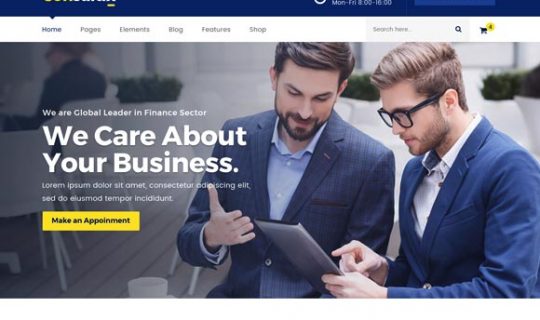 Mon-Fri 8:00-16:00
Home Pages Elements Blog Features Shop
Search here...
4
We are Global Leader in Finance Sector
We Care About
Your Business.
Lorem ipsum dolor sit amet, consectetur adipiscing elit,
sed do eiusmod tempor incididunt.
Make an Appoinment